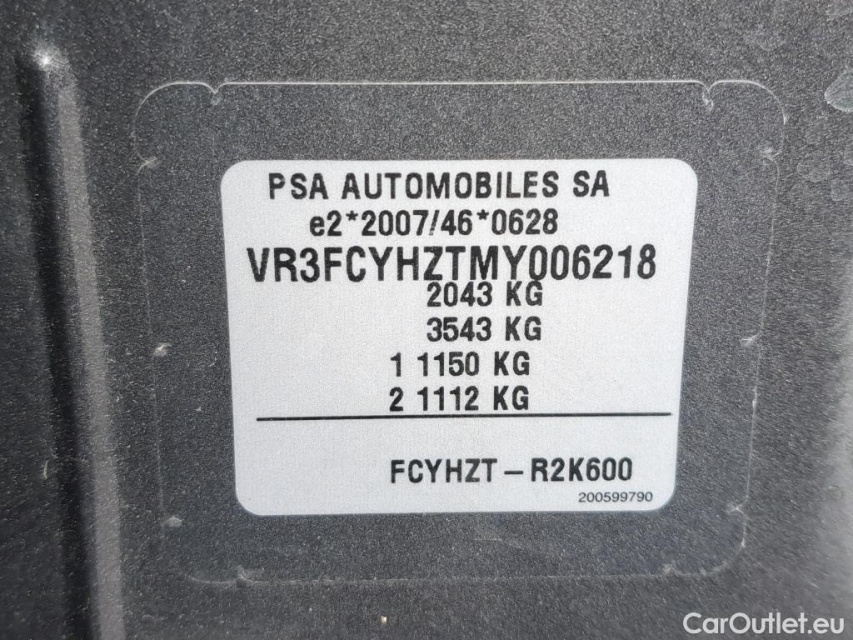 PSA AUTOMOBILES SA
e2*2007/46*0628
VR3FCYHZTMY006218
2043 KG
3543 KG
1 1150 KG
2 1112 KG
FCYHZT – R2K600
200599790
CarOutlet.eu